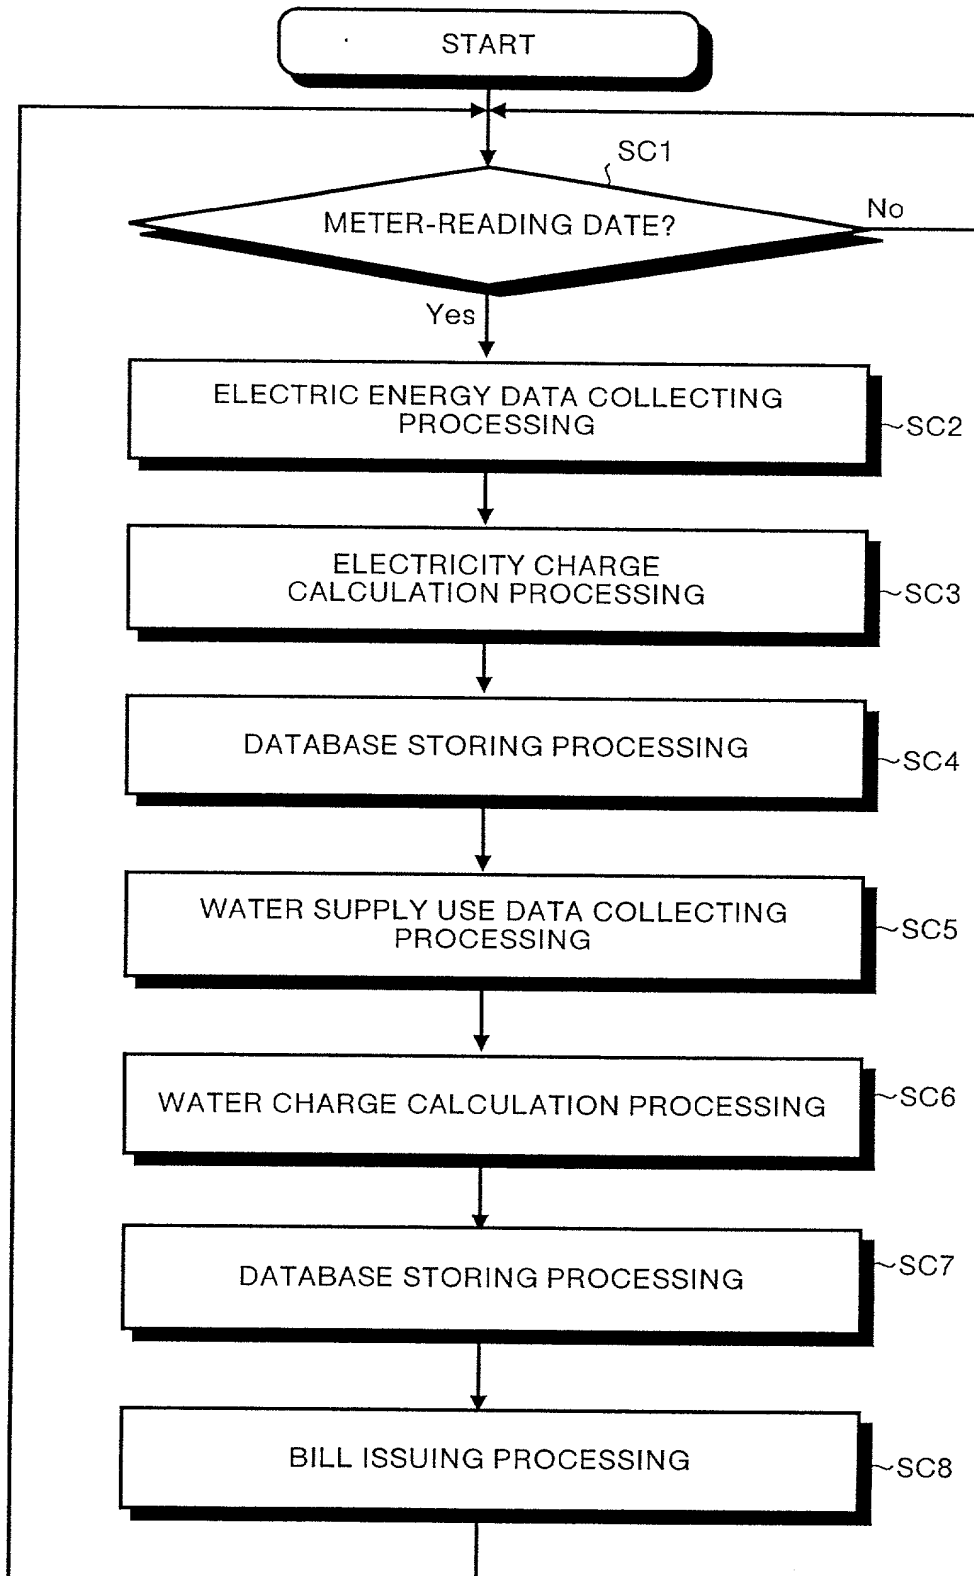 START
SC1
METER-READING DATE?
No
Yes
ELECTRIC ENERGY DATA COLLECTING
PROCESSING
SC2
ELECTRICITY CHARGE
CALCULATION PROCESSING
SC3
DATABASE STORING PROCESSING
SC4
WATER SUPPLY USE DATA COLLECTING
PROCESSING
SC5
WATER CHARGE CALCULATION PROCESSING
SC6
DATABASE STORING PROCESSING
SC7
BILL ISSUING PROCESSING
SC8